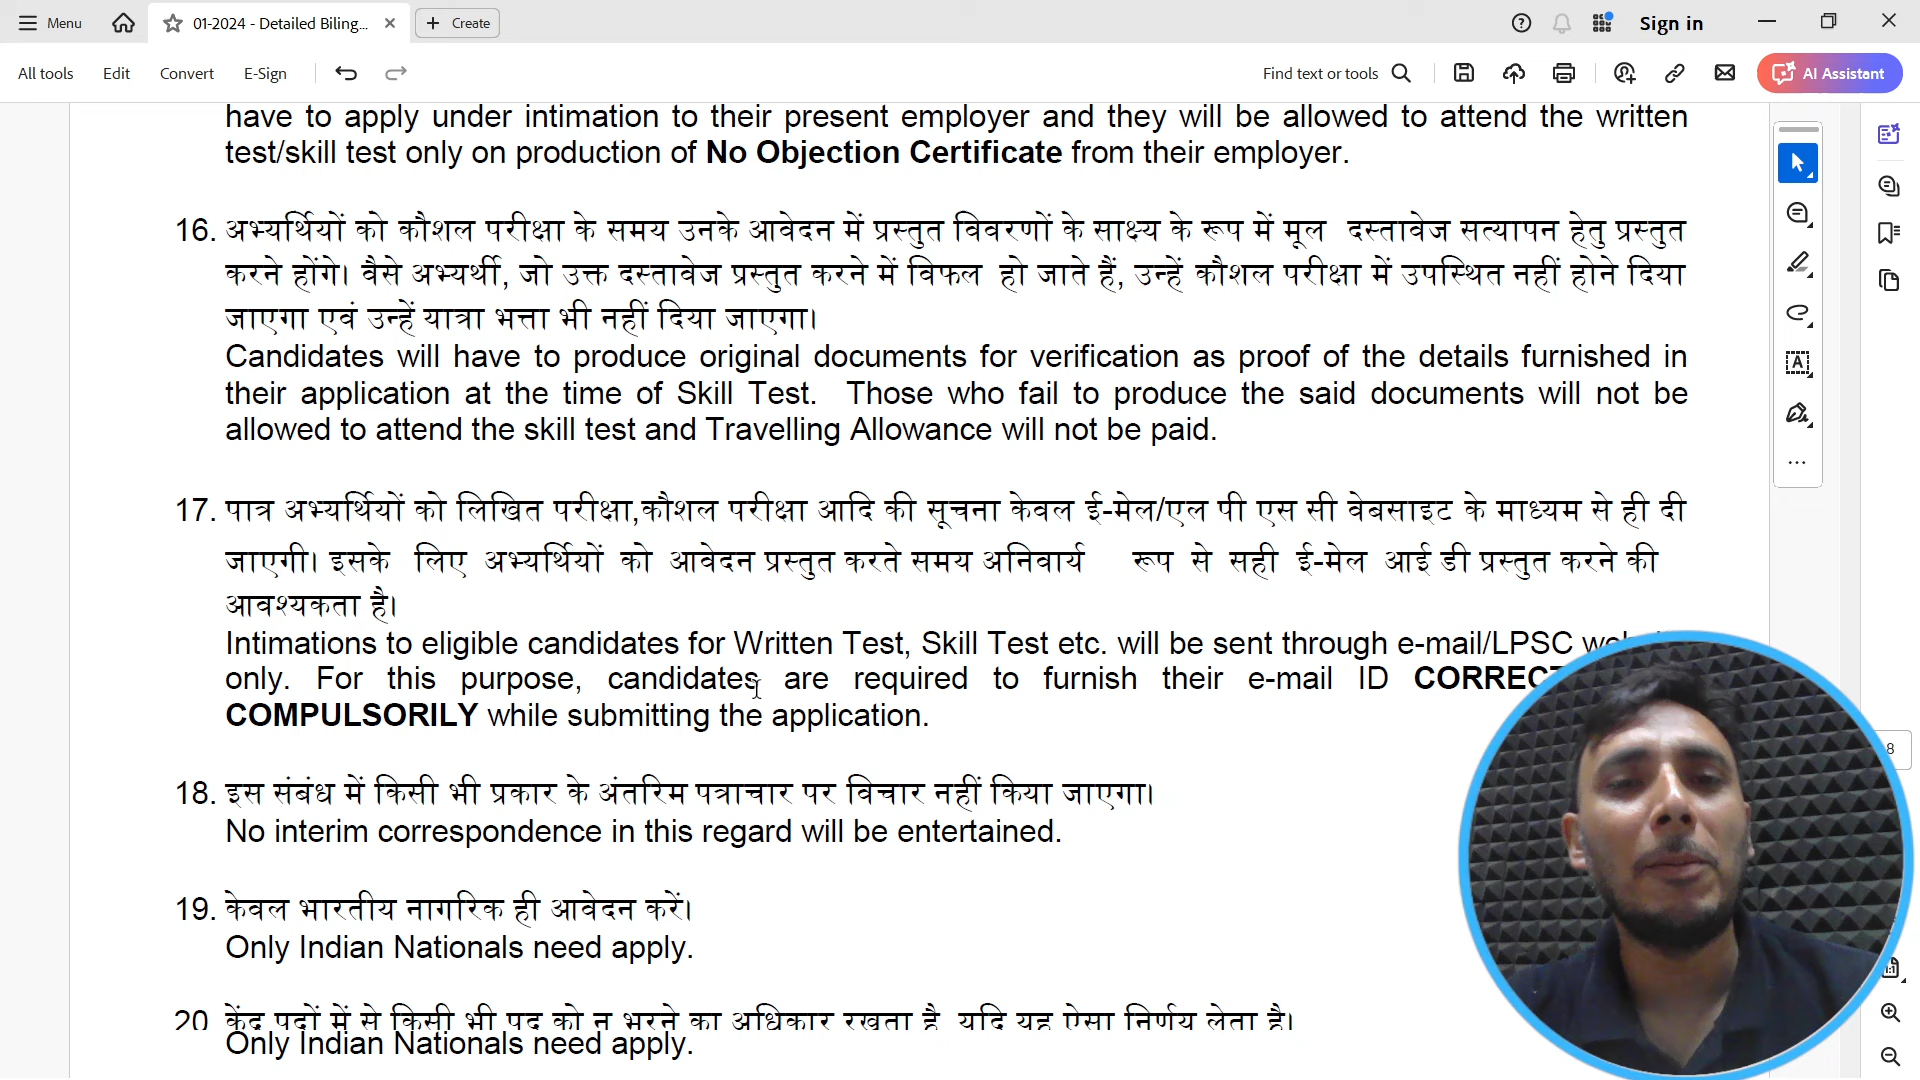 Menu
01-2024 - Detailed Biling...
Create
Sign in
All tools
Edit
Convert
E-Sign
Find text or tools
AI Assistant
have to apply under intimation to their present employer and they will be allowed to attend the written
test/skill test only on production of No Objection Certificate from their employer.
16. अभ्यर्थियों को कौशल परीक्षा के समय उनके आवेदन में प्रस्तुत विवरणों के साक्ष्य के रूप में मूल दस्तावेज सत्यापन हेतु प्रस्तुत
करने होंगे। वैसे अभ्यर्थी, जो उक्त दस्तावेज प्रस्तुत करने में विफल हो जाते हैं, उन्हें कौशल परीक्षा में उपस्थित नहीं होने दिया
जाएगा एवं उन्हें यात्रा भत्ता भी नहीं दिया जाएगा।
Candidates will have to produce original documents for verification as proof of the details furnished in
their application at the time of Skill Test. Those who fail to produce the said documents will not be
allowed to attend the skill test and Travelling Allowance will not be paid.
17. पात्र अभ्यर्थियों को लिखित परीक्षा,कौशल परीक्षा आदि की सूचना केवल ई-मेल/एल पी एस सी वेबसाइट के माध्यम से ही दी
जाएगी। इसके लिए अभ्यर्थियों को आवेदन प्रस्तुत करते समय अनिवार्य रूप से सही ई-मेल आई डी प्रस्तुत करने की
आवश्यकता है।
Intimations to eligible candidates for Written Test, Skill Test etc. will be sent through e-mail/LPSC
only. For this purpose, candidates are required to furnish their e-mail ID
COMPULSORILY while submitting the application.
18. इस संबंध में किसी भी प्रकार के अंतरिम पत्राचार पर विचार नहीं किया जाएगा।
No interim correspondence in this regard will be entertained.
19. केवल भारतीय नागरिक ही आवेदन करें।
Only Indian Nationals need apply.
20 केंद्र पदों में से किसी भी पद को न भरने का अधिकार रखता है यदि यह ऐसा निर्णय लेता है।
Only Indian Nationals need apply.
8